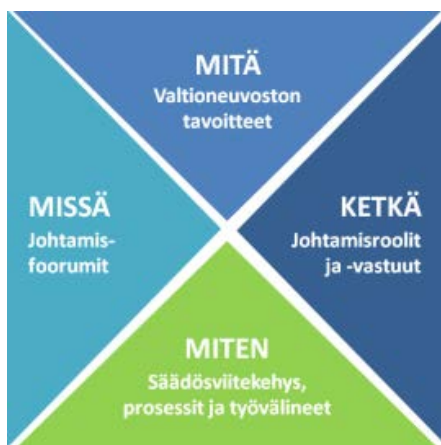 MITÄ
Valtioneuvoston
tavoitteet
MISSÄ
Johtamis-
foorumit
KETKÄ
Johtamisroolit
ja -vastuut
MITEN
Säädösviitekehys,
prosessit ja työvälineet